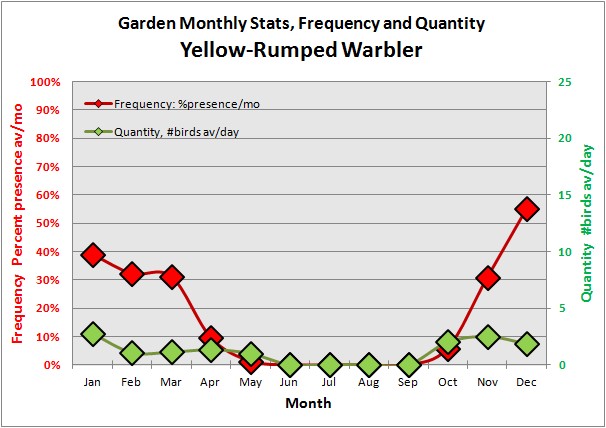 Garden Monthly Stats, Frequency and Quantity
Yellow-Rumped Warbler
Frequency  Percent presence av/mo
100%
90%
80%
70%
60%
50%
40%
30%
20%
10%
0%
Frequency: %presence/mo
Quantity, #birds av/day
25
20
15
10
5
0
Quantity  #birds av/day
Jan Feb Mar Apr May Jun Jul Aug Sep Oct Nov Dec
Month